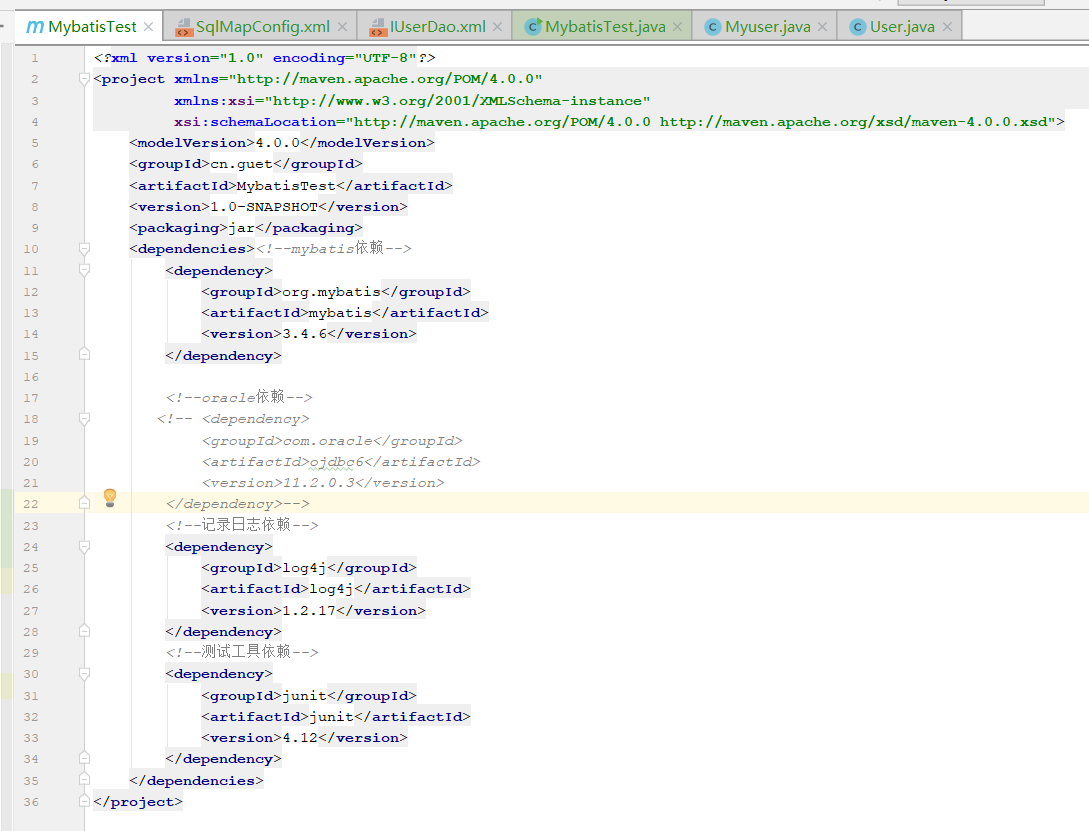 MybatisTest SqlMapConfig.xml IUserDao.xml MybatisTest.java Myuser.java User.java
1 <?xml version="1.0" encoding="UTF-8"?>
2 <project xmlns="http://maven.apache.org/POM/4.0.0"
3 xmlns:xsi="http://www.w3.org/2001/XMLSchema-instance"
4 xsi:schemaLocation="http://maven.apache.org/POM/4.0.0 http://maven.apache.org/xsd/maven-4.0.0.xsd">
5 <modelVersion>4.0.0</modelVersion>
6 <groupId>cn.guet</groupId>
7 <artifactId>MybatisTest</artifactId>
8 <version>1.0-SNAPSHOT</version>
9 <packaging>jar</packaging>
10 <dependencies><!--mybatis依赖-->
11 <dependency>
12 <groupId>org.mybatis</groupId>
13 <artifactId>mybatis</artifactId>
14 <version>3.4.6</version>
15 </dependency>
16
17 <!--oracle依赖-->
18 <!-- <dependency>
19 <groupId>com.oracle</groupId>
20 <artifactId>ojdbc6</artifactId>
21 <version>11.2.0.3</version>
22 </dependency>-->
23 <!--记录日志依赖-->
24 <dependency>
25 <groupId>log4j</groupId>
26 <artifactId>log4j</artifactId>
27 <version>1.2.17</version>
28 </dependency>
29 <!--测试工具依赖-->
30 <dependency>
31 <groupId>junit</groupId>
32 <artifactId>junit</artifactId>
33 <version>4.12</version>
34 </dependency>
35 </dependencies>
36 </project>